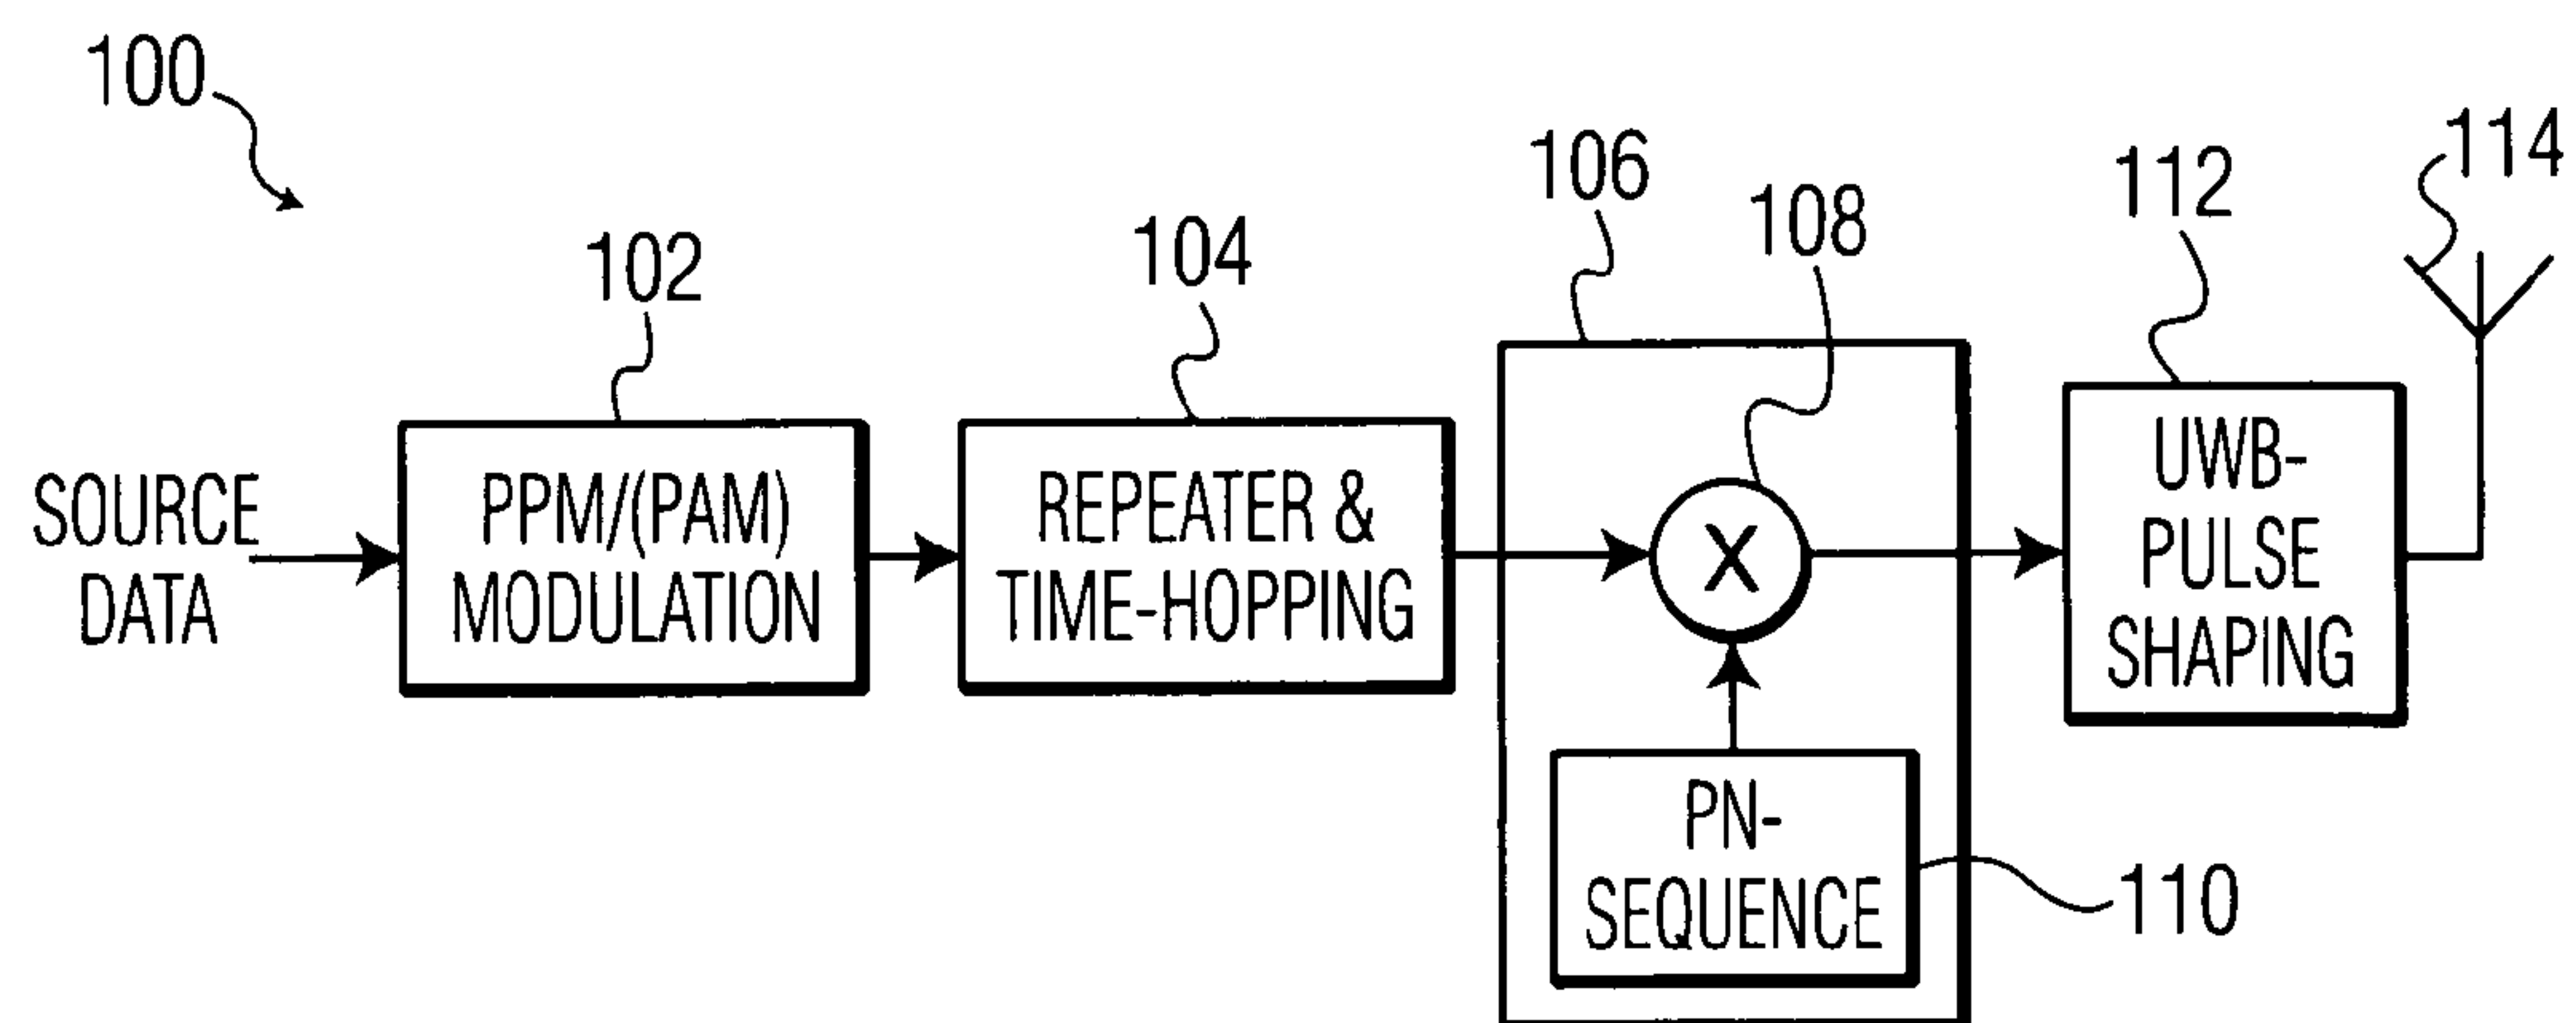 100
102
104
106
108
112
114
SOURCE
DATA
PPM/(PAM)
MODULATION
REPEATER &
TIME-HOPPING
X
PN-
SEQUENCE
110
UWB-
PULSE
SHAPING